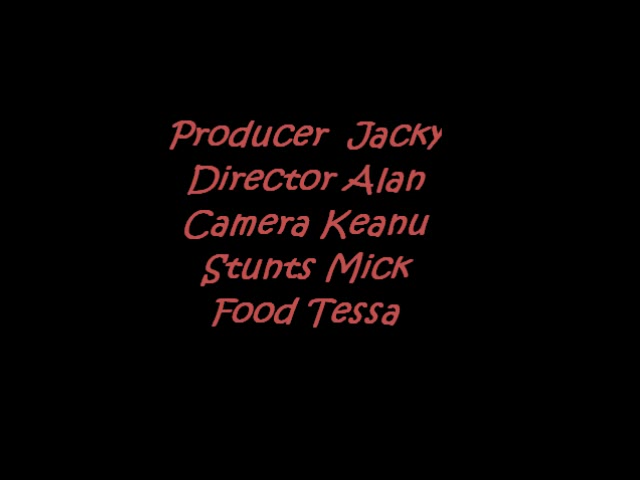 Producer Jacky
Director Alan
Camera Keanu
Stunts Mick
Food Tessa